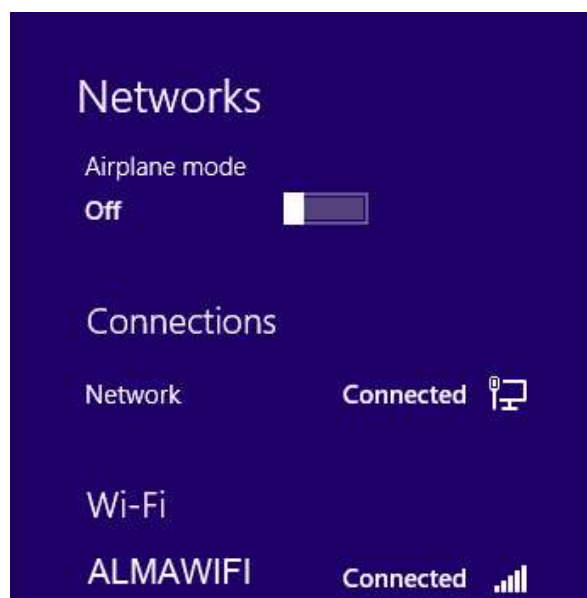 Networks
Airplane mode
Off
Connections
Network Connected
Wi-Fi
ALMAWIFI Connected